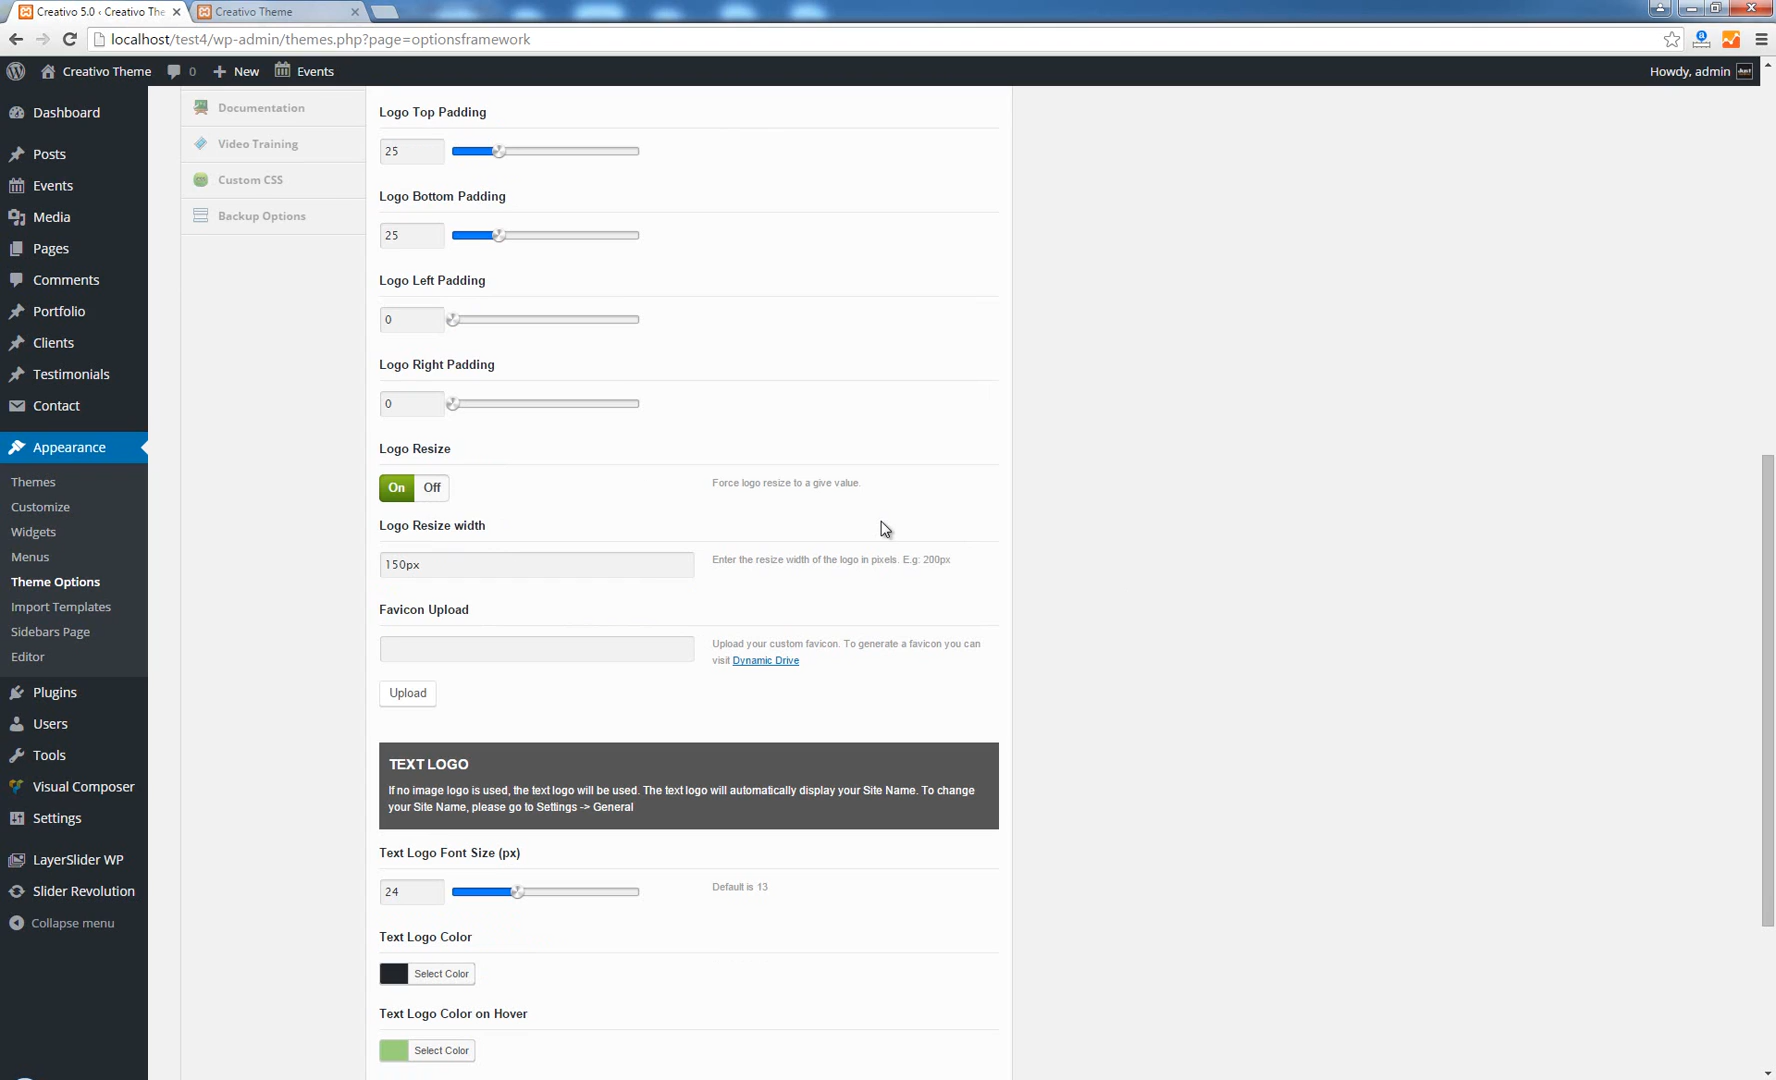 Creativo 5.0 ‹ Creativo The
Creativo Theme
localhost/test4/wp-admin/themes.php?page=optionsframework
Creativo Theme
0
New
Events
Howdy, admin
Dashboard
Posts
Events
Media
Pages
Comments
Portfolio
Clients
Testimonials
Contact
Appearance
Themes
Customize
Widgets
Menus
Theme Options
Import Templates
Sidebars Page
Editor
Plugins
Users
Tools
Visual Composer
Settings
LayerSlider WP
Slider Revolution
Collapse menu
Documentation
Video Training
Custom CSS
Backup Options
Logo Top Padding
25
Logo Bottom Padding
25
Logo Left Padding
0
Logo Right Padding
0
Logo Resize
On Off
Force logo resize to a give value.
Logo Resize width
150px
Enter the resize width of the logo in pixels. E.g: 200px
Favicon Upload
Upload your custom favicon. To generate a favicon you can
visit Dynamic Drive
Upload
TEXT LOGO
If no image logo is used, the text logo will be used. The text logo will automatically display your Site Name. To change
your Site Name, please go to Settings -> General
Text Logo Font Size (px)
24
Default is 13
Text Logo Color
Select Color
Text Logo Color on Hover
Select Color